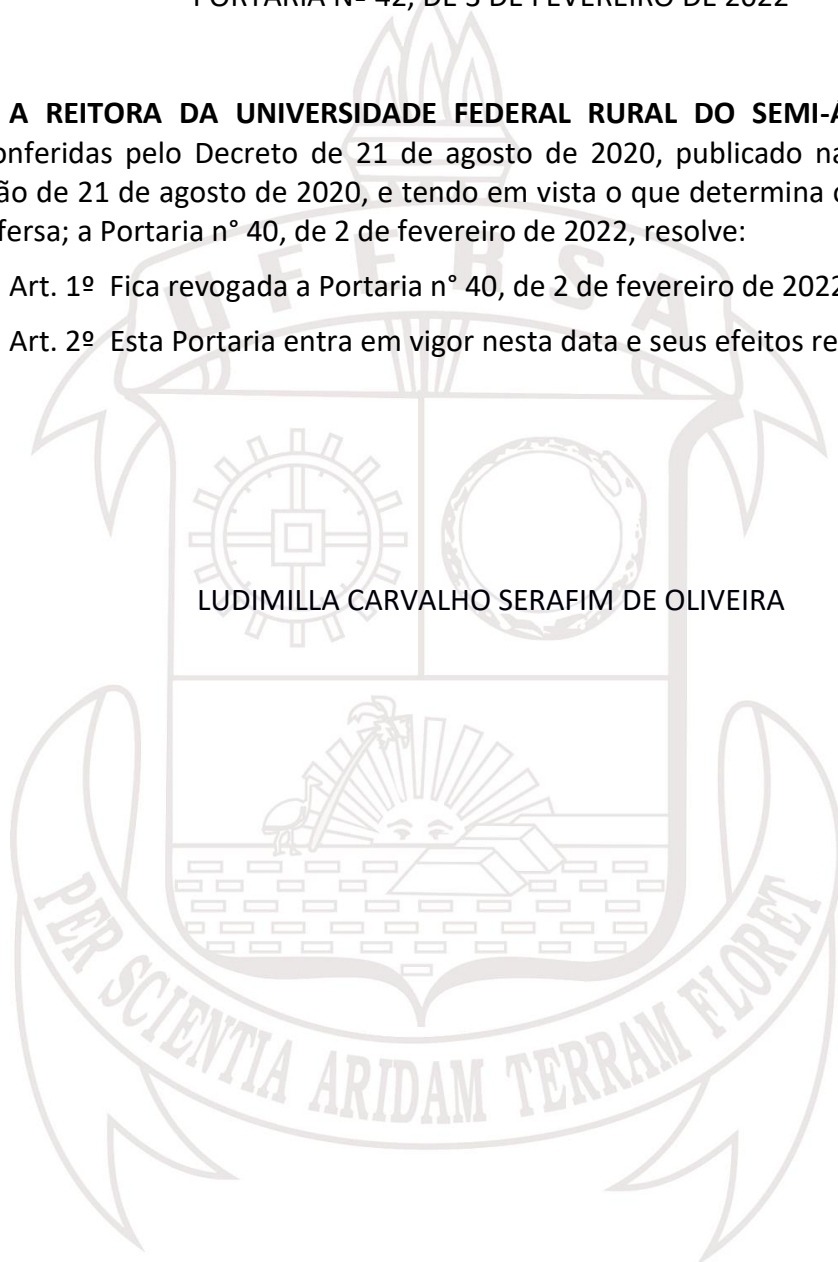 PORTARIA Nº 42, DE 3 DE FEVEREIRO DE 2022
A REITORA DA UNIVERSIDADE FEDERAL RURAL DO SEMI-
onferidas pelo Decreto de 21 de agosto de 2020, publicado na
ão de 21 de agosto de 2020, e tendo em vista o que determina
fersa; a Portaria n° 40, de 2 de fevereiro de 2022, resolve:
Art. 1º Fica revogada a Portaria n° 40, de 2 de fevereiro de 2022
Art. 2º Esta Portaria entra em vigor nesta data e seus efeitos re
UFERSA
LUDIMILLA CARVALHO SERAFIM DE OLIVEIRA
PER SCIENTIA ARIDAM TERRAM FLORET